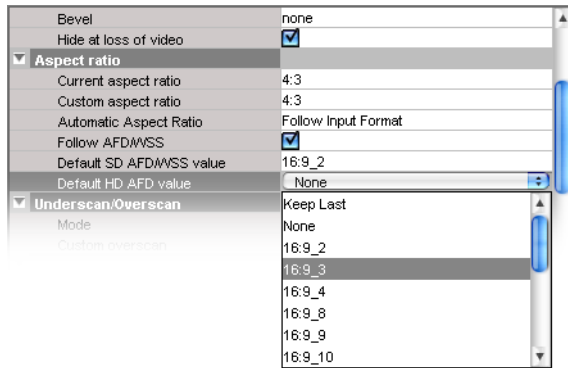 Bevel none
Hide at loss of video
Aspect ratio
Current aspect ratio 4:3
Custom aspect ratio 4:3
Automatic Aspect Ratio Follow Input Format
Follow AFD/WSS
Default SD AFD/WSS value 16:9_2
Default HD AFD value None
Underscan/Overscan Keep Last
Mode None
Custom overscan 16:9_2
16:9_3
16:9_4
16:9_8
16:9_9
16:9_10